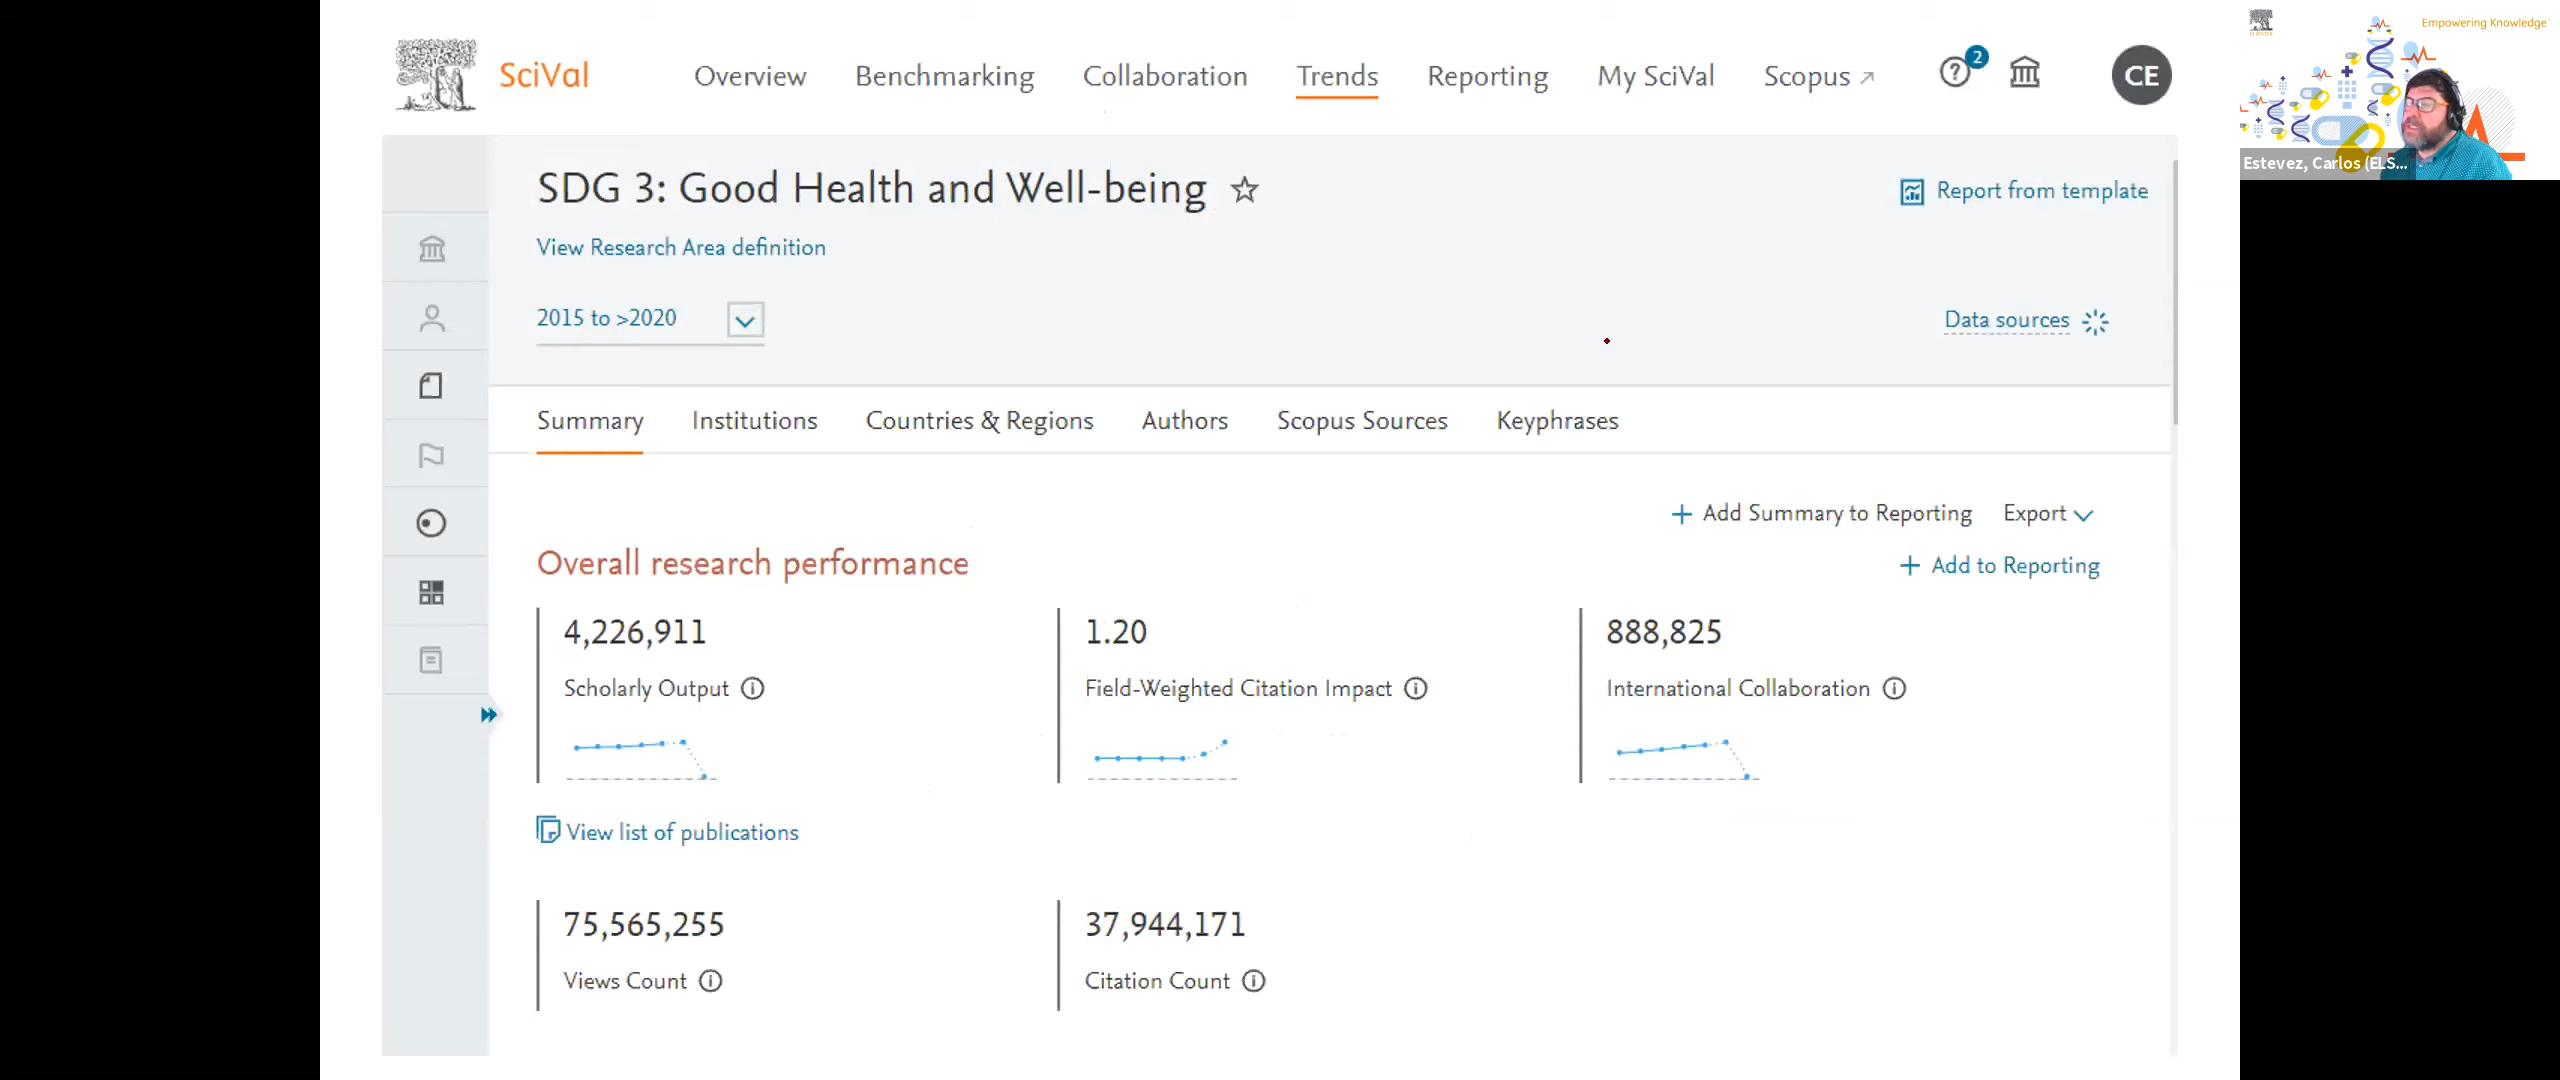 SciVal
Overview Benchmarking Collaboration Trends Reporting My SciVal Scopus
2
CE
SDG 3: Good Health and Well-being
Report from template
View Research Area definition
2015 to >2020
Data sources
Summary Institutions Countries & Regions Authors Scopus Sources Keyphrases
Add Summary to Reporting Export
Overall research performance
+ Add to Reporting
4,226,911
Scholarly Output
1.20
Field-Weighted Citation Impact
888,825
International Collaboration
View list of publications
75,565,255
Views Count
37,944,171
Citation Count
Empowering Knowledge
ELSEVIER
Estevez, Carlos (ELS...